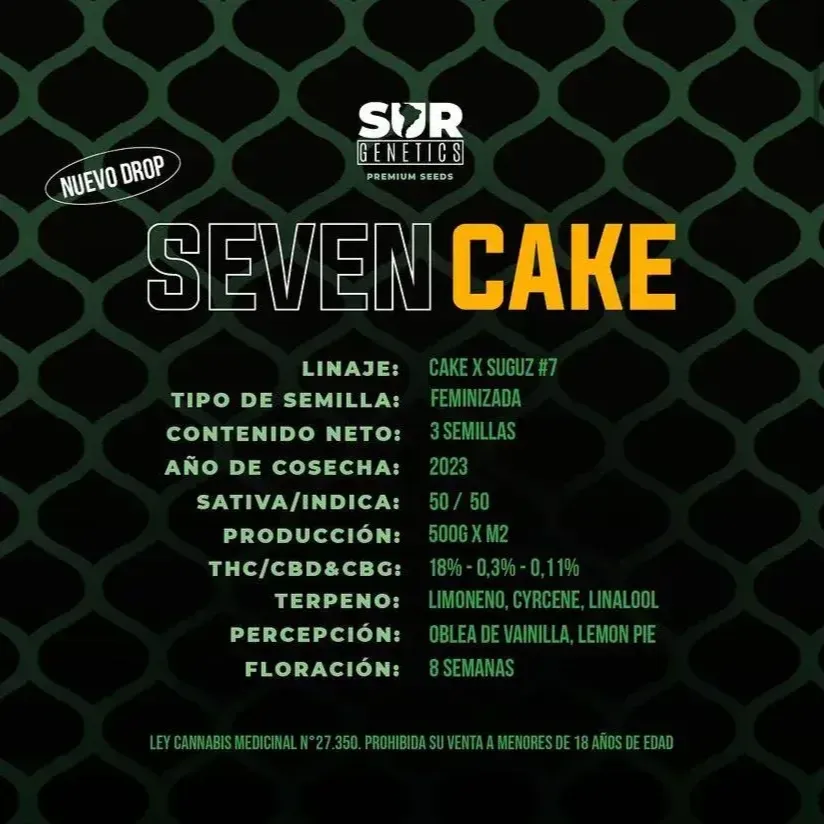 SUR
GENETICS
PREMIUM SEEDS
NUEVO DROP
SEVEN CAKE
LINAJE: CAKE X SUGUZ #7
TIPO DE SEMILLA: FEMINIZADA
CONTENIDO NETO: 3 SEMILLAS
AÑO DE COSECHA: 2023
SATIVA/INDICA: 50 / 50
PRODUCCIÓN: 500G X M2
THC/CBD&CBG: 18% - 0,3% - 0,11%
TERPENO: LIMONENO, CYRCENE, LINALOOL
PERCEPCIÓN: OBLEA DE VAINILLA, LEMON PIE
FLORACIÓN: 8 SEMANAS
LEY CANNABIS MEDICINAL N°27.350. PROHIBIDA SU VENTA A MENORES DE 18 AÑOS DE EDAD